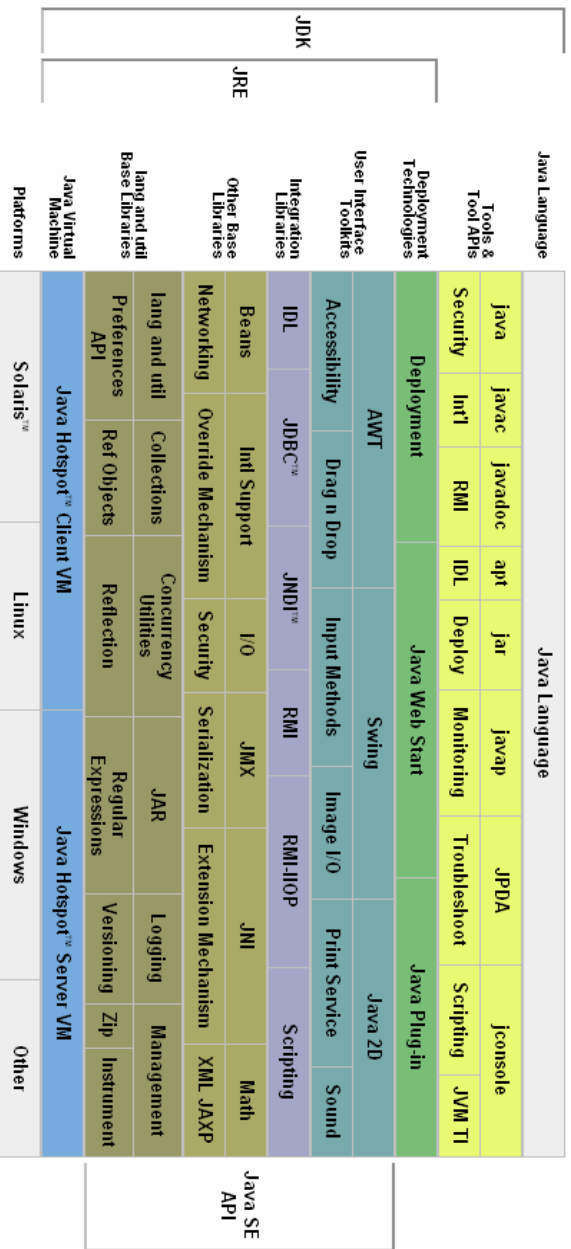 JDK
JRE
Java Language
Java Language
Tools &
Tool APIs
java javac javadoc apt jar javap JPDA jconsole
Security Int'l RMI IDL Deploy Monitoring Troubleshoot Scripting JVM TI
Deployment
Technologies
Deployment Java Web Start Java Plug-in
User Interface
Toolkits
AWT Swing Java 2D
Accessibility Drag n Drop Input Methods Image I/O Print Service Sound
Integration
Libraries
IDL JDBC™ JNDI™ RMI RMI-IIOP Scripting
Other Base
Libraries
Beans Intl Support I/O JMX JNI Math
Networking Override Mechanism Security Serialization Extension Mechanism XML JAXP
lang and util
Base Libraries
lang and util Collections Concurrency
Utilities JAR Logging Management
Preferences
API Ref Objects Reflection Regular
Expressions Versioning Zip Instrument
Java Virtual
Machine
Java Hotspot™ Client VM Java Hotspot™ Server VM
Platforms
Solaris™ Linux Windows Other
Java SE
API